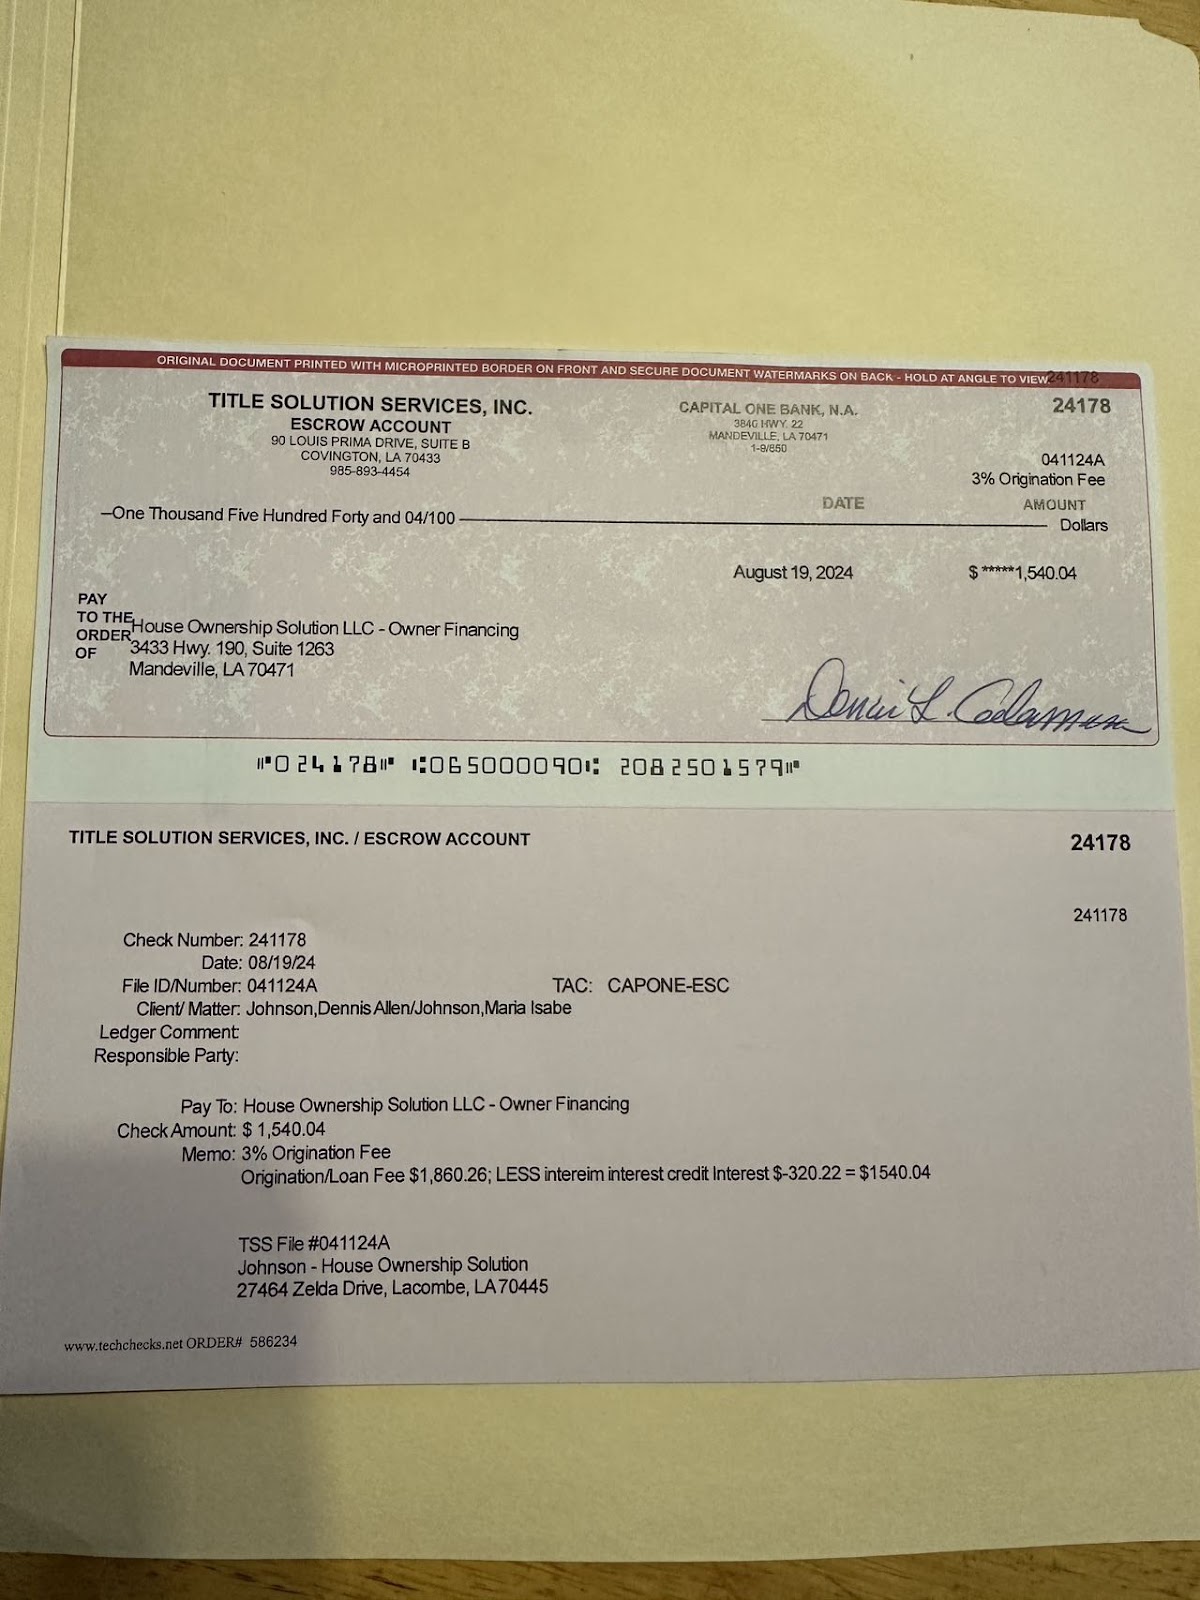 ORIGINAL DOCUMENT PRINTED WITH MICROPRINTED BORDER ON FRONT AND SECURE DOCUMENT WATERMARKS ON BACK - HOLD AT ANGLE TO VIEW
241178
TITLE SOLUTION SERVICES, INC.
ESCROW ACCOUNT
90 LOUIS PRIMA DRIVE, SUITE B
COVINGTON, LA 70433
985-893-4454
CAPITAL ONE BANK, N.A.
3840 HWY. 22
MANDEVILLE, LA 70471
1-9/650
24178
041124A
3% Origination Fee
DATE AMOUNT
--One Thousand Five Hundred Forty and 04/100 Dollars
August 19, 2024 $ *****1,540.04
PAY
TO THE
ORDER
OF
House Ownership Solution LLC - Owner Financing
3433 Hwy. 190, Suite 1263
Mandeville, LA 70471
⑈024178⑈ ⑆065000090⑆ 2082501579⑈
TITLE SOLUTION SERVICES, INC. / ESCROW ACCOUNT 24178
241178
Check Number: 241178
Date: 08/19/24
File ID/Number: 041124A TAC: CAPONE-ESC
Client/ Matter: Johnson,Dennis Allen/Johnson,Maria Isabe
Ledger Comment:
Responsible Party:
Pay To: House Ownership Solution LLC - Owner Financing
Check Amount: $ 1,540.04
Memo: 3% Origination Fee
Origination/Loan Fee $1,860.26; LESS intereim interest credit Interest $-320.22 = $1540.04
TSS File #041124A
Johnson - House Ownership Solution
27464 Zelda Drive, Lacombe, LA 70445
www.techchecks.net ORDER# 586234